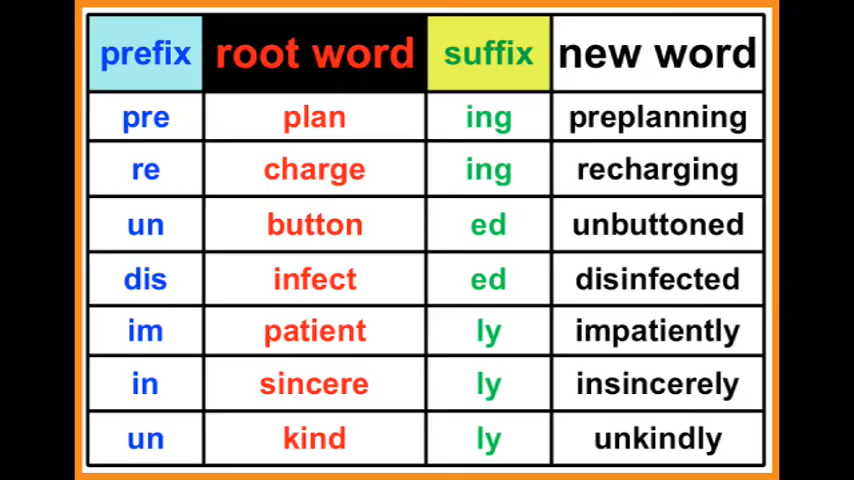 prefix root word suffix new word
pre plan ing preplanning
re charge ing recharging
un button ed unbuttoned
dis infect ed disinfected
im patient ly impatiently
in sincere ly insincerely
un kind ly unkindly